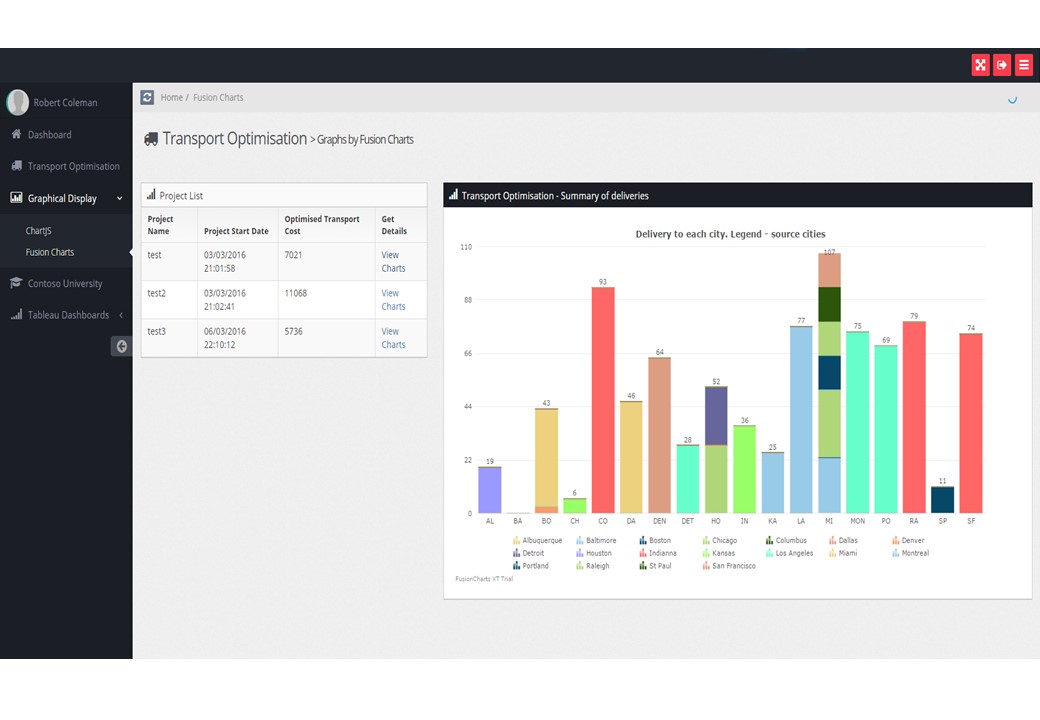 Robert Coleman
Dashboard
Transport Optimisation
Graphical Display
ChartJS
Fusion Charts
Contoso University
Tableau Dashboards
Home / Fusion Charts
Transport Optimisation > Graphs by Fusion Charts
Project List
Project Name Project Start Date Optimised Transport Cost Get Details
test 03/03/2016 21:01:58 7021 View Charts
test2 03/03/2016 21:02:41 11068 View Charts
test3 06/03/2016 22:10:12 5736 View Charts
Transport Optimisation - Summary of deliveries
Delivery to each city. Legend - source cities
110
88
66
44
22
0
19 43 6 93 46 64 28 52 36 25 77 107 75 69 79 11 74
AL BA BO CH CO DA DEN DET HO IN KA LA MI MON PO RA SP SF
Albuquerque Baltimore Boston Chicago Columbus Dallas Denver
Detroit Houston Indianna Kansas Los Angeles Miami Montreal
Portland Raleigh St Paul San Francisco
FusionCharts XT Trial